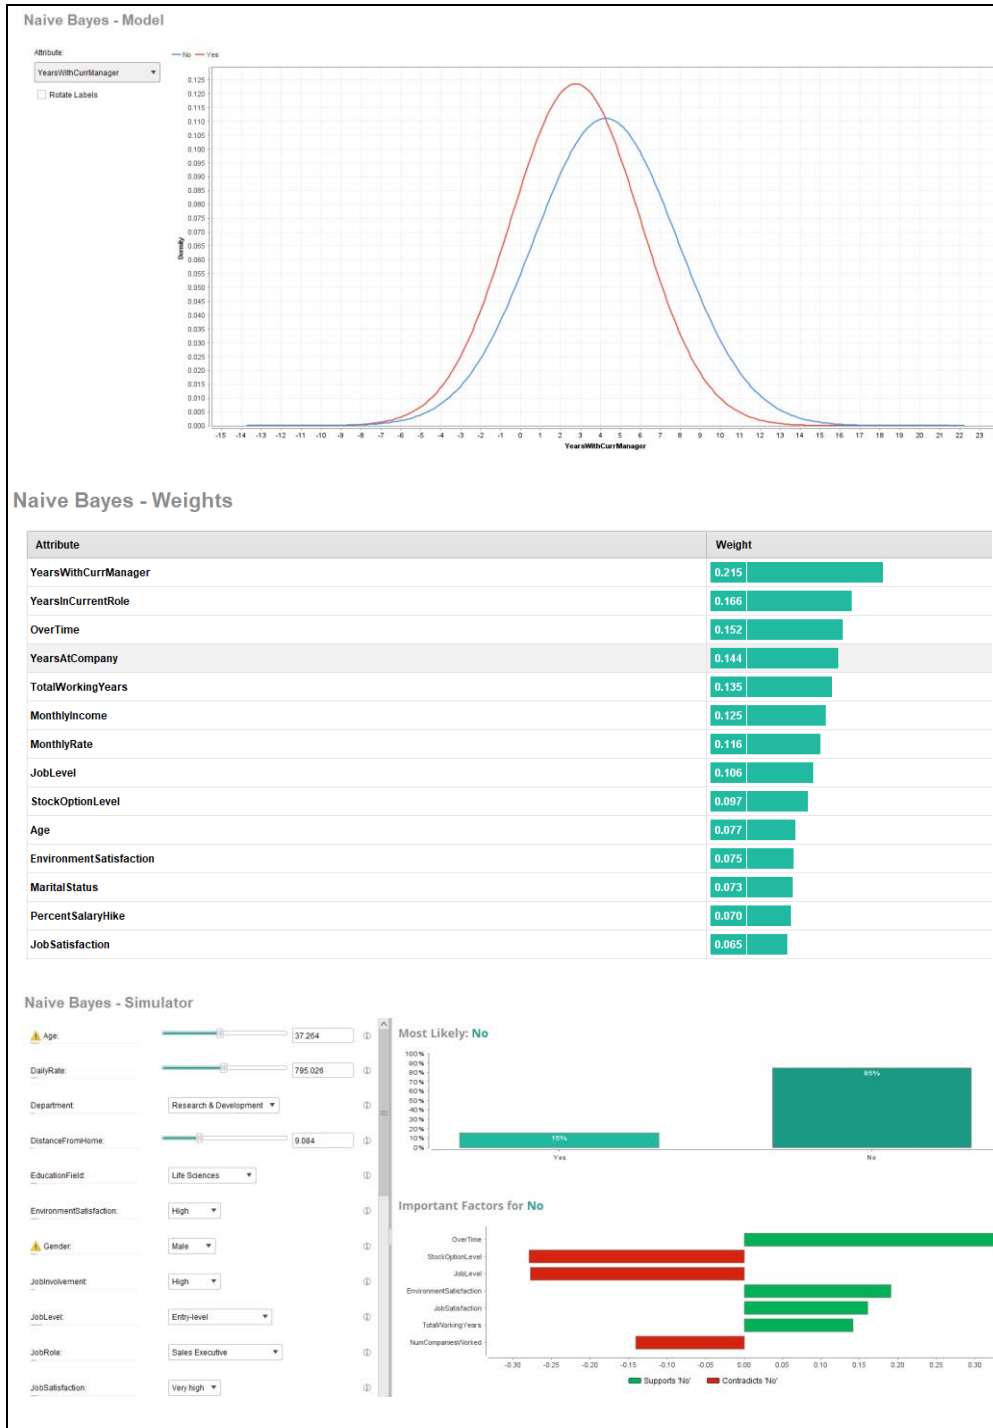 Naive Bayes - Model
Attribute:
YearsWithCurrManager
Rotate Labels
No Yes
0.125
0.120
0.115
0.110
0.105
0.100
0.095
0.090
0.085
0.080
0.075
0.070
0.065
0.060
0.055
0.050
0.045
0.040
0.035
0.030
0.025
0.020
0.015
0.010
0.005
0.000
Density
-15 -14 -13 -12 -11 -10 -9 -8 -7 -6 -5 -4 -3 -2 -1 0 1 2 3 4 5 6 7 8 9 10 11 12 13 14 15 16 17 18 19 20 21 22 23
YearsWithCurrManager
Naive Bayes - Weights
Attribute Weight
YearsWithCurrManager 0.215
YearsInCurrentRole 0.166
OverTime 0.152
YearsAtCompany 0.144
TotalWorkingYears 0.135
MonthlyIncome 0.125
MonthlyRate 0.116
JobLevel 0.106
StockOptionLevel 0.097
Age 0.077
EnvironmentSatisfaction 0.075
MaritalStatus 0.073
PercentSalaryHike 0.070
JobSatisfaction 0.065
Naive Bayes - Simulator
Age: 37.264
DailyRate: 795.026
Department: Research & Development
DistanceFromHome: 9.084
EducationField: Life Sciences
EnvironmentSatisfaction: High
Gender: Male
JobInvolvement: High
JobLevel: Entry-level
JobRole: Sales Executive
JobSatisfaction: Very high
Most Likely: No
100%
90%
80%
70%
60%
50%
40%
30%
20%
10%
0%
15%
85%
Yes No
Important Factors for No
OverTime
StockOptionLevel
JobLevel
EnvironmentSatisfaction
JobSatisfaction
TotalWorkingYears
NumCompaniesWorked
-0.30 -0.25 -0.20 -0.15 -0.10 -0.05 0.00 0.05 0.10 0.15 0.20 0.25 0.30
Supports 'No' Contradicts 'No'